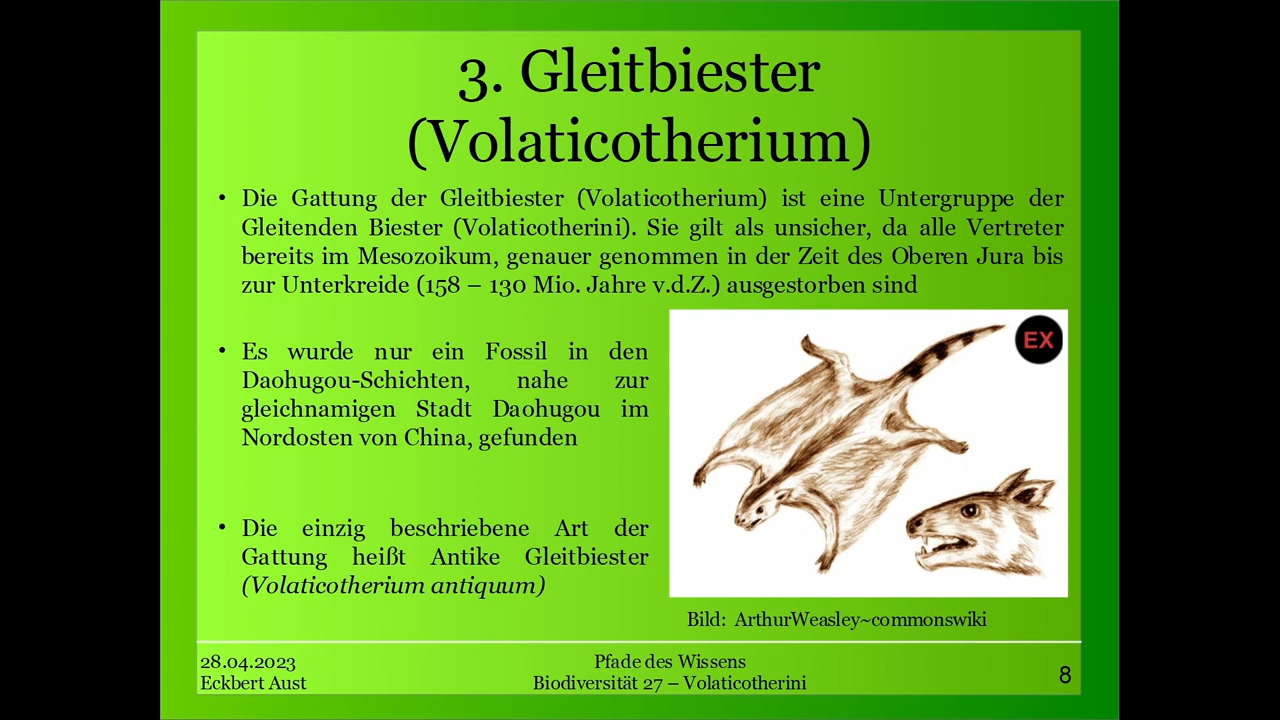 3. Gleitbiester
(Volaticotherium)
• Die Gattung der Gleitbiester (Volaticotherium) ist eine Untergruppe der
Gleitenden Biester (Volaticotherini). Sie gilt als unsicher, da alle Vertreter
bereits im Mesozoikum, genauer genommen in der Zeit des Oberen Jura bis
zur Unterkreide (158 – 130 Mio. Jahre v.d.Z.) ausgestorben sind
• Es wurde nur ein Fossil in den
Daohugou-Schichten, nahe zur
gleichnamigen Stadt Daohugou im
Nordosten von China, gefunden
• Die einzig beschriebene Art der
Gattung heißt Antike Gleitbiester
(Volaticotherium antiquum)
EX
Bild: ArthurWeasley~commonswiki
28.04.2023
Eckbert Aust
Pfade des Wissens
Biodiversität 27 – Volaticotherini
8